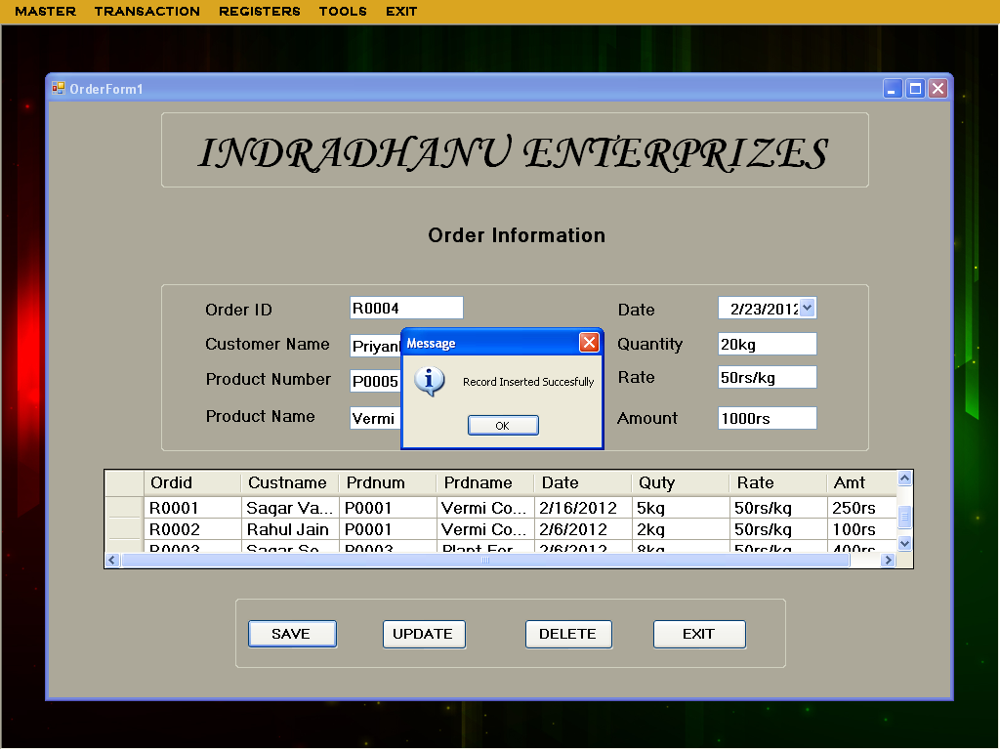 MASTER TRANSACTION REGISTERS TOOLS EXIT
OrderForm1
INDRADHANU ENTERPRIZES
Order Information
Order ID R0004 Date 2/23/2012
Customer Name Quantity 20kg
Product Number P0005 Rate 50rs/kg
Product Name Vermi Amount 1000rs
Message
Record Inserted Succesfully
OK
Ordid Custname Prdnum Prdname Date Quty Rate Amt
R0001 Sagar Va... P0001 Vermi Co... 2/16/2012 5kg 50rs/kg 250rs
R0002 Rahul Jain P0001 Vermi Co... 2/6/2012 2kg 50rs/kg 100rs
R0003 Sagar So... P0003 Plant For... 2/6/2012 8kg 50rs/kg 400rs
SAVE UPDATE DELETE EXIT